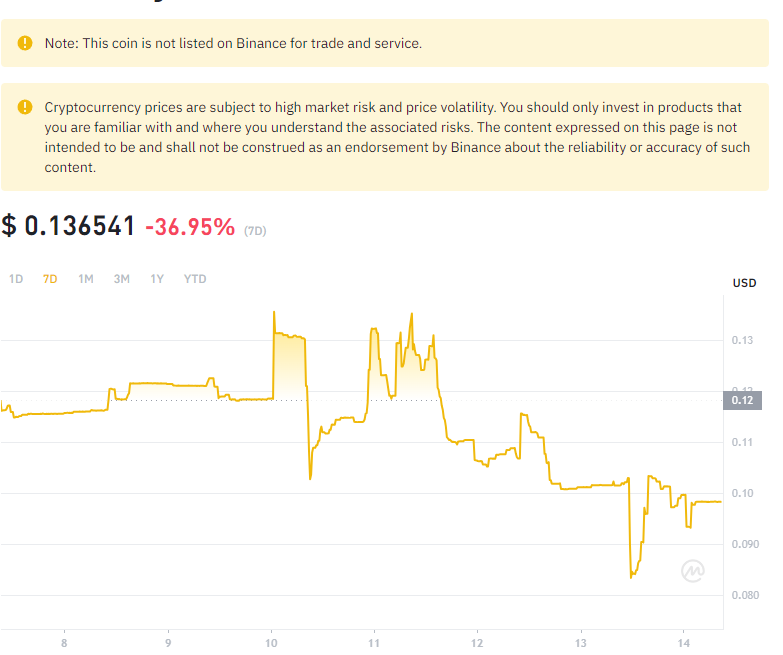 Note: This coin is not listed on Binance for trade and service.
Cryptocurrency prices are subject to high market risk and price volatility. You should only invest in products that
you are familiar with and where you understand the associated risks. The content expressed on this page is not
intended to be and shall not be construed as an endorsement by Binance about the reliability or accuracy of such
content.
$ 0.136541 -36.95% (7D)
1D 7D 1M 3M 1Y YTD
USD
0.13
0.12
0.12
0.11
0.10
0.090
0.080
8 9 10 11 12 13 14